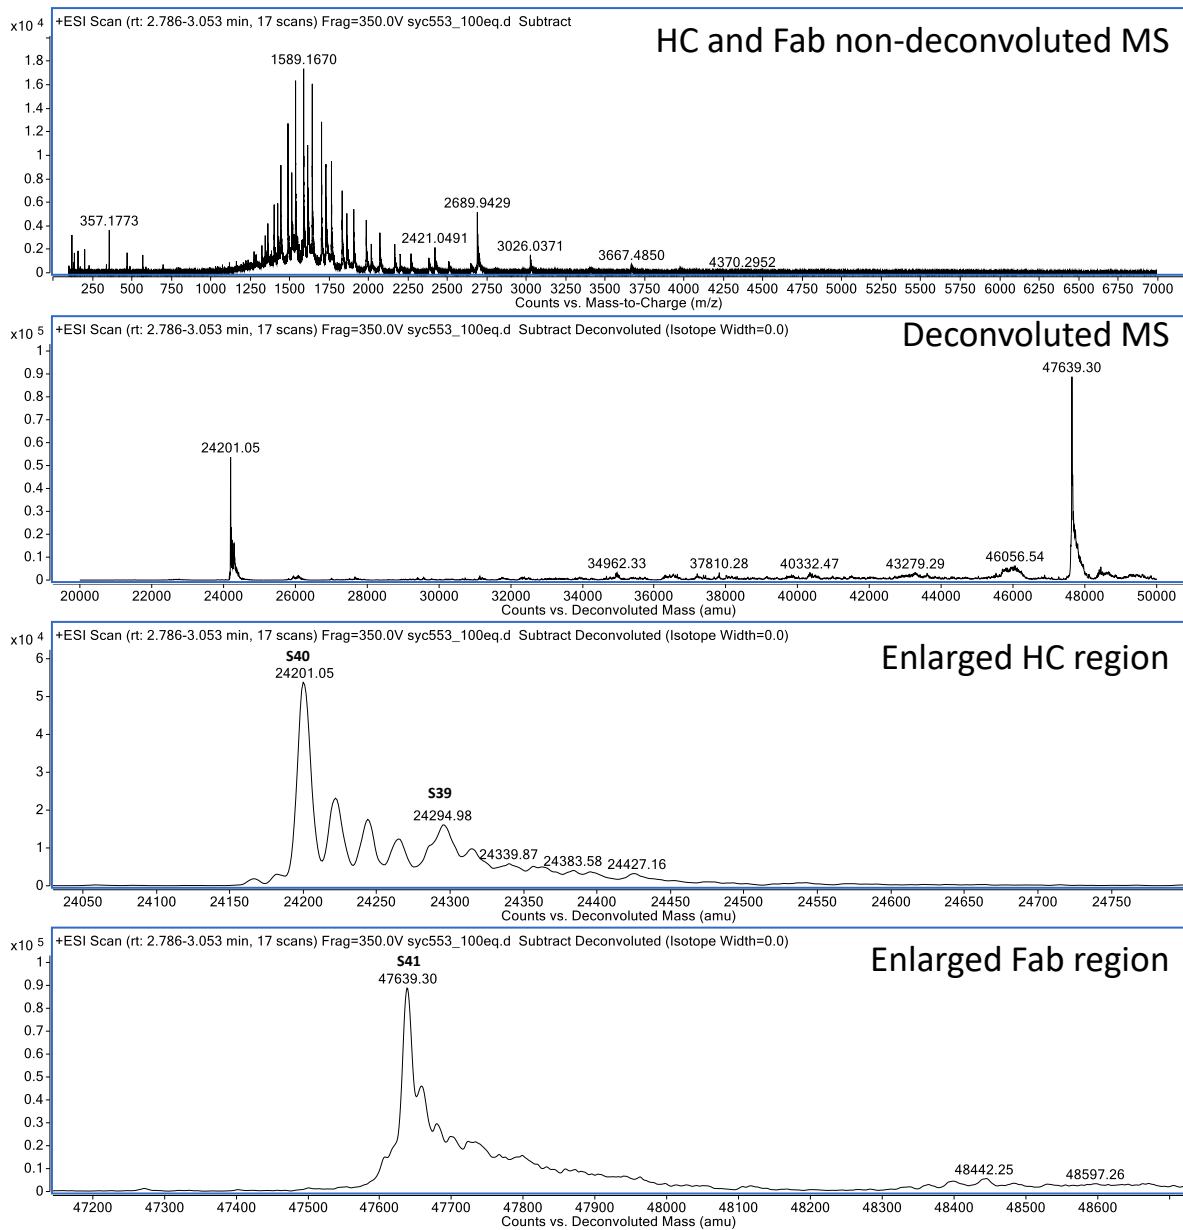 +ESI Scan (rt: 2.786-3.053 min, 17 scans) Frag=350.0V syc553_100eq.d Subtract
HC and Fab non-deconvoluted MS
x10 4
1.8
1.6
1.4
1.2
1
0.8
0.6
0.4
0.2
0
1589.1670
357.1773
2689.9429
2421.0491
3026.0371
3667.4850
4370.2952
250 500 750 1000 1250 1500 1750 2000 2250 2500 2750 3000 3250 3500 3750 4000 4250 4500 4750 5000 5250 5500 5750 6000 6250 6500 6750 7000
Counts vs. Mass-to-Charge (m/z)
+ESI Scan (rt: 2.786-3.053 min, 17 scans) Frag=350.0V syc553_100eq.d Subtract Deconvoluted (Isotope Width=0.0)
Deconvoluted MS
x10 5
1
0.9
0.8
0.7
0.6
0.5
0.4
0.3
0.2
0.1
0
47639.30
24201.05
34962.33
37810.28
40332.47
43279.29
46056.54
20000 22000 24000 26000 28000 30000 32000 34000 36000 38000 40000 42000 44000 46000 48000 50000
Counts vs. Deconvoluted Mass (amu)
+ESI Scan (rt: 2.786-3.053 min, 17 scans) Frag=350.0V syc553_100eq.d Subtract Deconvoluted (Isotope Width=0.0)
Enlarged HC region
x10 4
6
5
4
3
2
1
0
S40
24201.05
S39
24294.98
24339.87
24383.58
24427.16
24050 24100 24150 24200 24250 24300 24350 24400 24450 24500 24550 24600 24650 24700 24750
Counts vs. Deconvoluted Mass (amu)
+ESI Scan (rt: 2.786-3.053 min, 17 scans) Frag=350.0V syc553_100eq.d Subtract Deconvoluted (Isotope Width=0.0)
Enlarged Fab region
x10 5
1
0.9
0.8
0.7
0.6
0.5
0.4
0.3
0.2
0.1
0
S41
47639.30
48442.25
48597.26
47200 47300 47400 47500 47600 47700 47800 47900 48000 48100 48200 48300 48400 48500 48600
Counts vs. Deconvoluted Mass (amu)